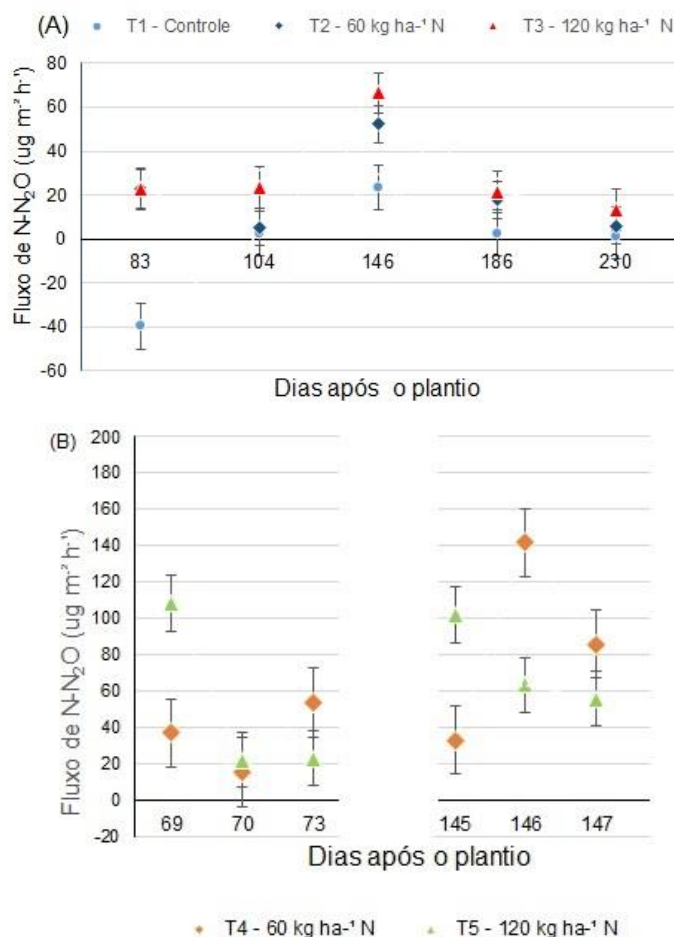 (A)
T1 - Controle T2 - 60 kg ha-¹ N T3 - 120 kg ha-¹ N
Fluxo de N-N₂O (ug m-² h-¹)
80
60
40
20
0
-20
-40
-60
83 104 146 186 230
Dias após o plantio
(B)
Fluxo de N-N₂O (ug m-² h-¹)
200
180
160
140
120
100
80
60
40
20
0
-20
69 70 73 145 146 147
Dias após o plantio
T4 - 60 kg ha-¹ N T5 - 120 kg ha-¹ N